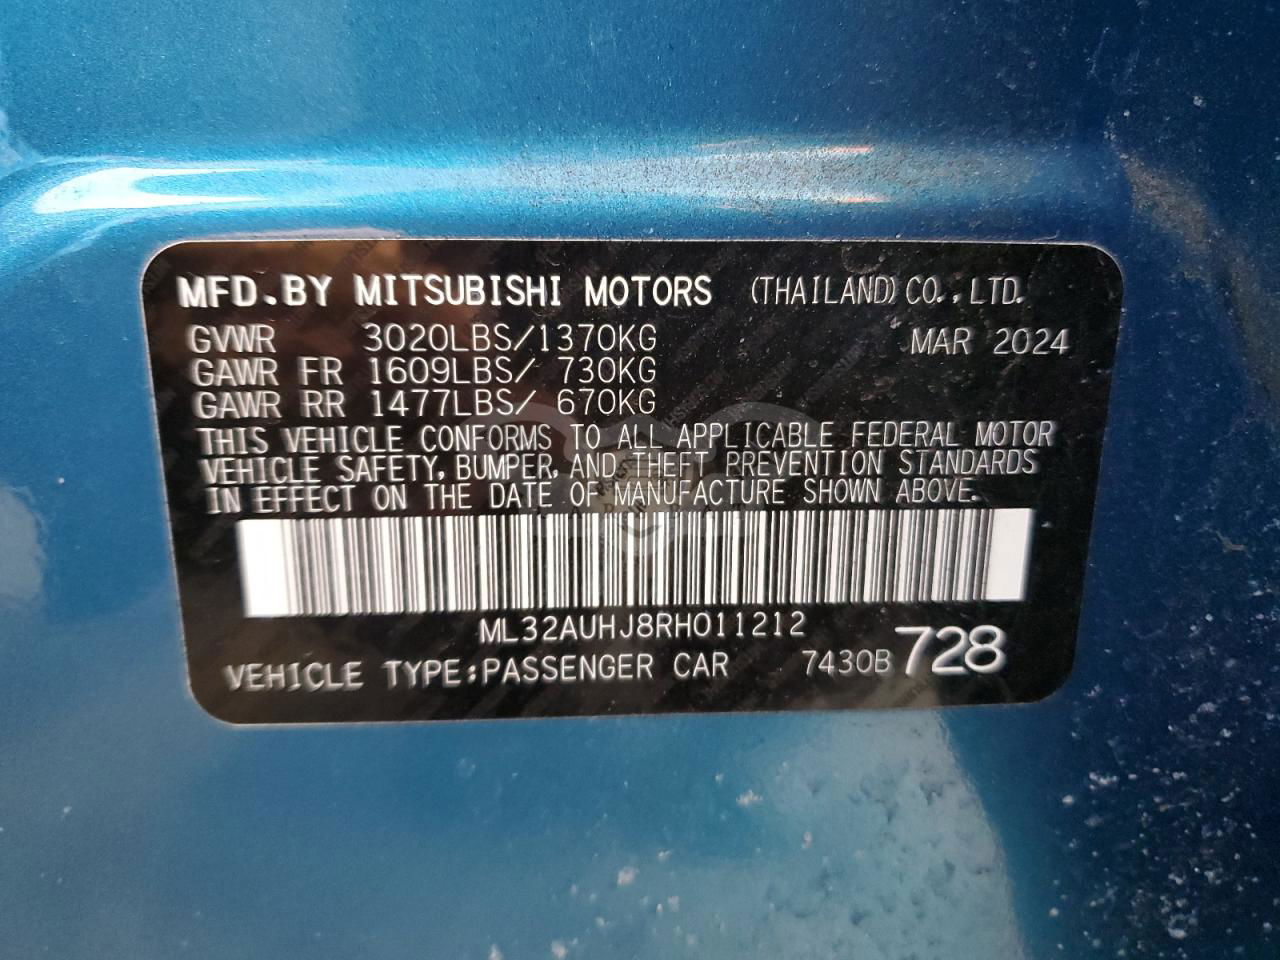 MFD.BY MITSUBISHI MOTORS (THAILAND) CO., LTD.
GVWR 3020LBS/1370KG MAR 2024
GAWR FR 1609LBS/ 730KG
GAWR RR 1477LBS/ 670KG
THIS VEHICLE CONFORMS TO ALL APPLICABLE FEDERAL MOTOR
VEHICLE SAFETY, BUMPER, AND THEFT PREVENTION STANDARDS
IN EFFECT ON THE DATE OF MANUFACTURE SHOWN ABOVE.
ML32AUHJ8RH011212
VEHICLE TYPE:PASSENGER CAR 7430B 728